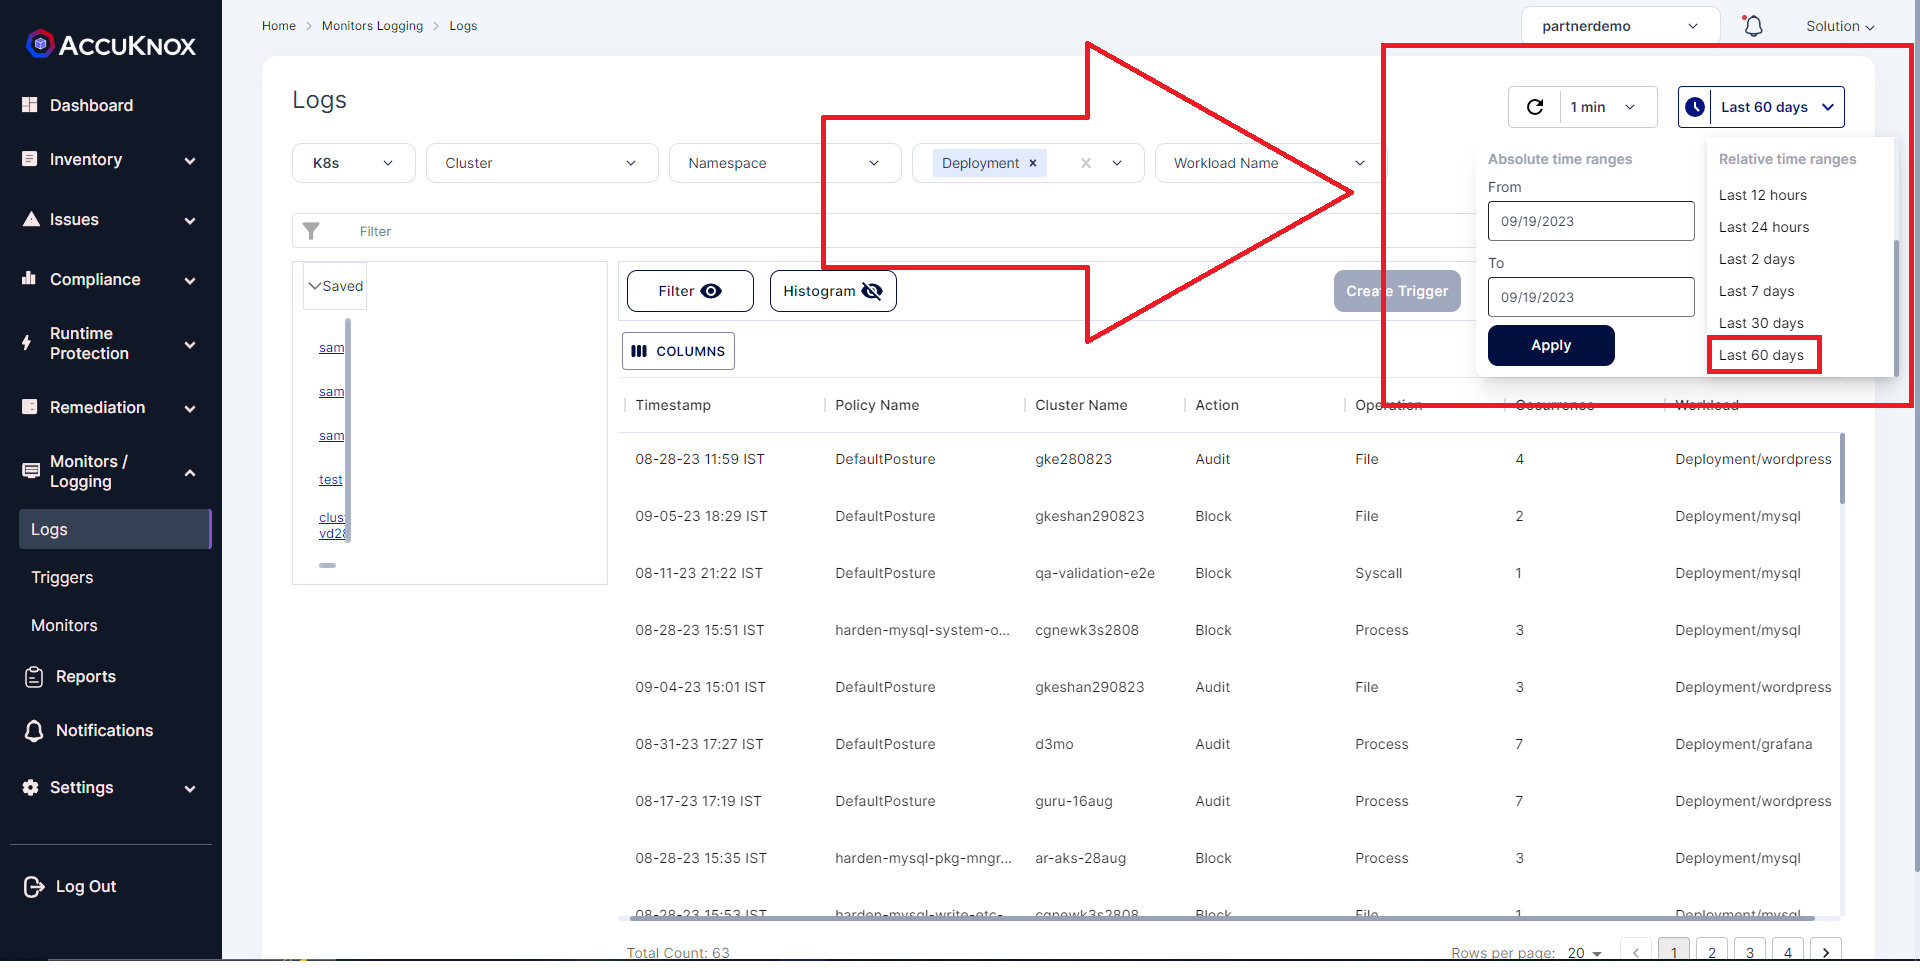 Home > Monitors Logging > Logs
partnerdemo
Solution
ACCUKNOX
Dashboard
Inventory
Issues
Compliance
Runtime
Protection
Remediation
Monitors /
Logging
Logs
Triggers
Monitors
Reports
Notifications
Settings
Log Out
Logs
1 min
Last 60 days
K8s
Cluster
Namespace
Deployment ×
Workload Name
Filter
Absolute time ranges
From
09/19/2023
To
09/19/2023
Apply
Relative time ranges
Last 12 hours
Last 24 hours
Last 2 days
Last 7 days
Last 30 days
Last 60 days
Saved
sam
sam
sam
test
clus
vd28
Filter
Histogram
Create Trigger
COLUMNS
Timestamp Policy Name Cluster Name Action Operation Occurrence Workload
08-28-23 11:59 IST DefaultPosture gke280823 Audit File 4 Deployment/wordpress
09-05-23 18:29 IST DefaultPosture gkeshan290823 Block File 2 Deployment/mysql
08-11-23 21:22 IST DefaultPosture qa-validation-e2e Block Syscall 1 Deployment/mysql
08-28-23 15:51 IST harden-mysql-system-o... cgnewk3s2808 Block Process 3 Deployment/mysql
09-04-23 15:01 IST DefaultPosture gkeshan290823 Audit File 3 Deployment/wordpress
08-31-23 17:27 IST DefaultPosture d3mo Audit Process 7 Deployment/grafana
08-17-23 17:19 IST DefaultPosture guru-16aug Audit Process 7 Deployment/wordpress
08-28-23 15:35 IST harden-mysql-pkg-mngr... ar-aks-28aug Block Process 3 Deployment/mysql
08-28-23 15:53 IST harden-mysql-write-etc- cgnewk3s2808 Block File 1 Deployment/mysql
Total Count: 63
Rows per page: 20
< 1 2 3 4 >